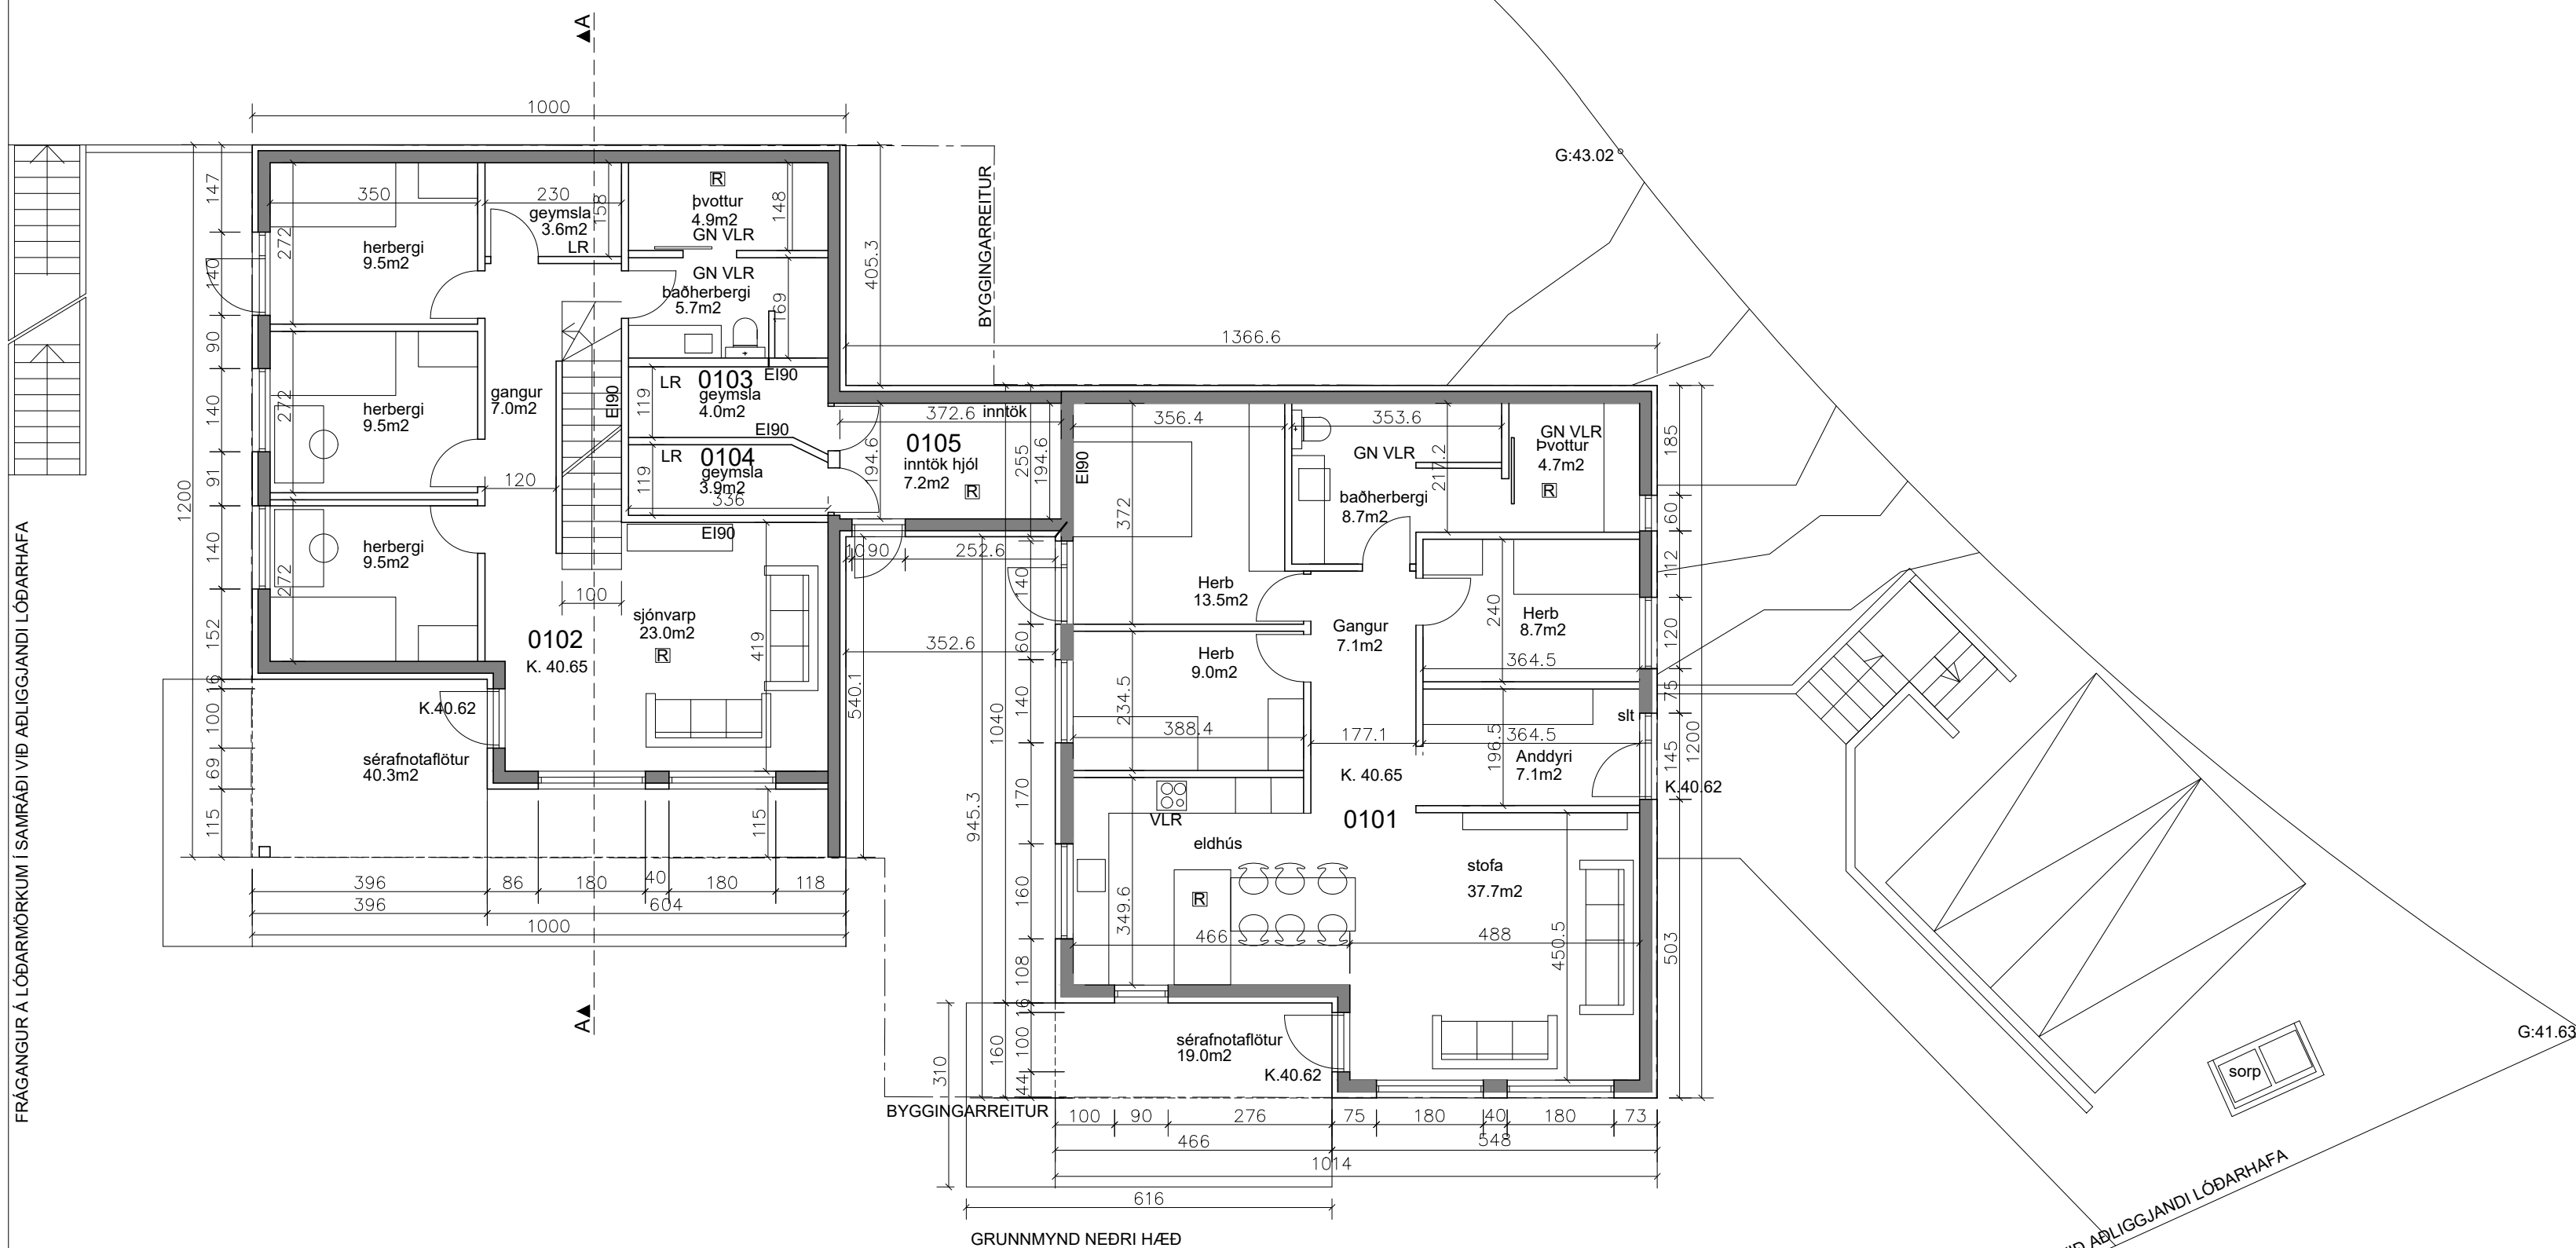 A
1000
G:43.02
BYGGINGARREITUR
147
140
90
140
91
140
152
16
100
69
115
1200
350
230
158
148
272
R
þvottur
4.9m2
GN VLR
geymsla
3.6m2
LR
herbergi
9.5m2
GN VLR
baðherbergi
5.7m2
169
405.3
1366.6
272
herbergi
9.5m2
gangur
7.0m2
EI90
LR
0103
EI90
geymsla
4.0m2
119
EI90
LR
0104
geymsla
3.9m2
119
336
EI90
120
372.6
inntök
194.6
0105
inntök hjól
7.2m2
R
255
194.6
EI90
herbergi
9.5m2
272
100
sjónvarp
23.0m2
R
419
0102
K. 40.65
K.40.62
sérafnotaflötur
40.3m2
115
10
90
252.6
352.6
540.1
945.3
1040
140
60
140
170
160
108
16
100
44
160
310
356.4
353.6
GN VLR
217.2
GN VLR
Þvottur
4.7m2
R
baðherbergi
8.7m2
372
Herb
13.5m2
Gangur
7.1m2
240
Herb
8.7m2
364.5
Herb
9.0m2
234.5
388.4
177.1
196.5
364.5
slt
Anddyri
7.1m2
K.40.62
K. 40.65
0101
VLR
eldhús
R
349.6
466
488
450.5
stofa
37.7m2
185
60
112
120
75
145
503
1200
sérafnotaflötur
19.0m2
K.40.62
396
86
180
40
180
118
396
604
1000
A
BYGGINGARREITUR
100
90
276
75
180
40
180
73
466
548
1014
616
GRUNNMYND NEÐRI HÆÐ
FRÁGANGUR Á LÓÐARMÖRKUM Í SAMRÁÐI VIÐ AÐLIGGJANDI LÓÐARHAFA
G:41.63
sorp
AÐLIGGJANDI LÓÐARHAFA